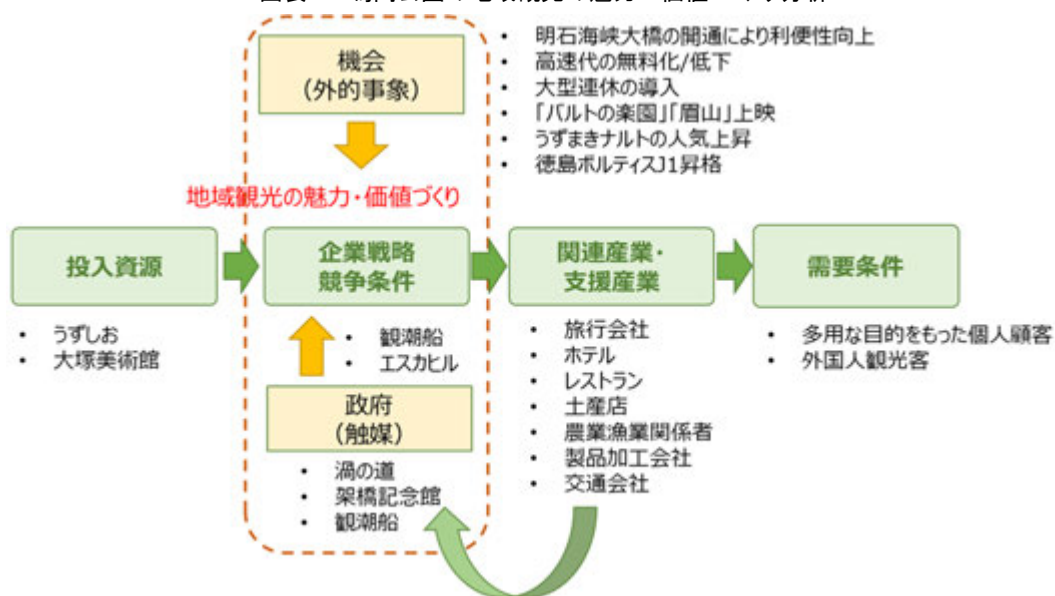 機会
(外的事象)
• 明石海峡大橋の開通により利便性向上
• 高速代の無料化/低下
• 大型連休の導入
• 「バルトの楽園」「眉山」上映
• うずまきナルトの人気上昇
• 徳島ボルティスJ1昇格
地域観光の魅力・価値づくり
投入資源
企業戦略
競争条件
関連産業・
支援産業
需要条件
• うずしお
• 大塚美術館
• 観潮船
• エスカヒル
政府
(触媒)
• 渦の道
• 架橋記念館
• 観潮船
• 旅行会社
• ホテル
• レストラン
• 土産店
• 農業漁業関係者
• 製品加工会社
• 交通会社
• 多用な目的をもった個人顧客
• 外国人観光客